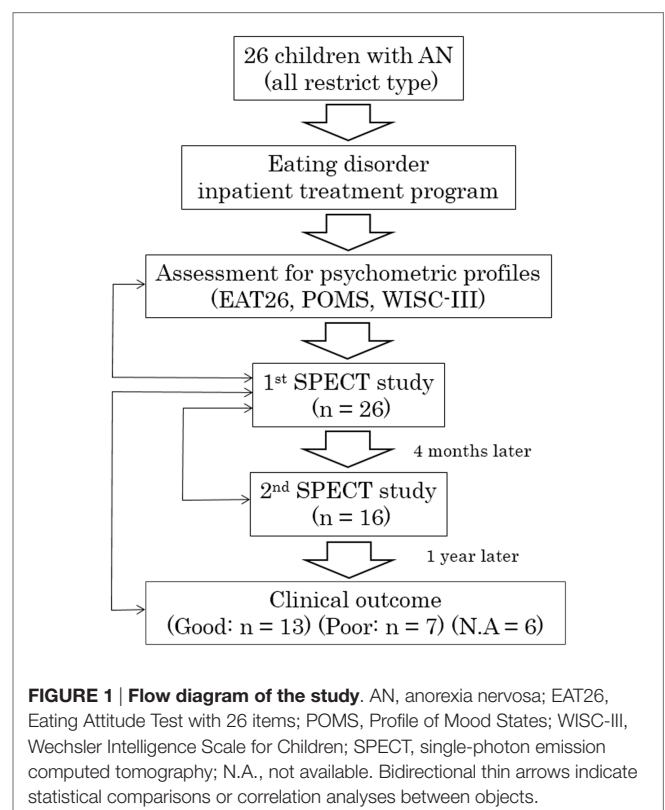 26 children with AN
(all restrict type)
Eating disorder
inpatient treatment program
Assessment for psychometric profiles
(EAT26, POMS, WISC-III)
1st SPECT study
(n = 26)
4 months later
2nd SPECT study
(n = 16)
1 year later
Clinical outcome
(Good: n = 13) (Poor: n = 7) (N.A = 6)
FIGURE 1 | Flow diagram of the study. AN, anorexia nervosa; EAT26,
Eating Attitude Test with 26 items; POMS, Profile of Mood States; WISC-III,
Wechsler Intelligence Scale for Children; SPECT, single-photon emission
computed tomography; N.A., not available. Bidirectional thin arrows indicate
statistical comparisons or correlation analyses between objects.